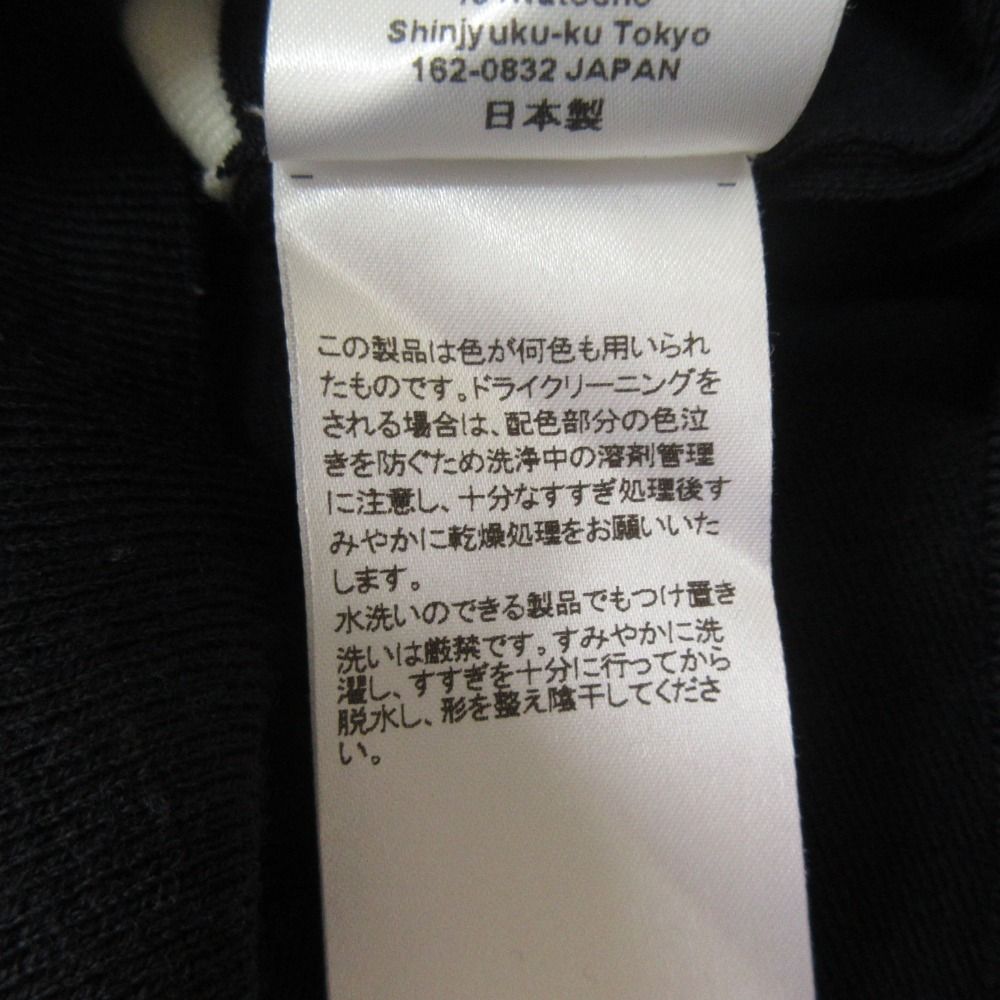 Shinjyuku-ku Tokyo
162-0832 JAPAN
日本製
この製品は色が何色も用いられ
たものです。ドライクリーニングを
される場合は、配色部分の色泣
きを防ぐため洗浄中の溶剤管理
に注意し、十分なすすぎ処理後す
みやかに乾燥処理をお願いいた
します。
水洗いのできる製品でもつけ置き
洗いは厳禁です。すみやかに洗
濯し、すすぎを十分に行ってから
脱水し、形を整え陰干してくださ
い。